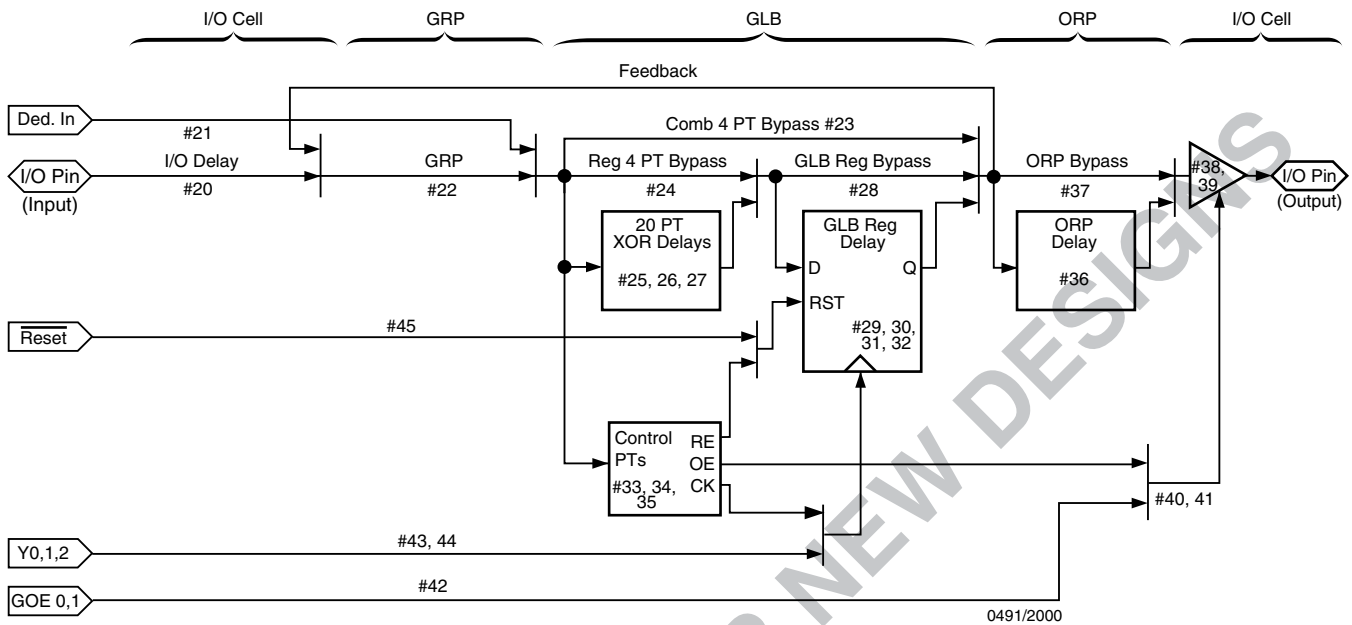 I/O Cell GRP GLB ORP I/O Cell
Feedback
Ded. In
#21
Comb 4 PT Bypass #23
I/O Pin
(Input)
I/O Delay
#20
GRP
#22
Reg 4 PT Bypass
#24
GLB Reg Bypass
#28
ORP Bypass
#37
#38,
39
I/O Pin
(Output)
20 PT
XOR Delays
#25, 26, 27
GLB Reg
Delay
D Q
RST
#29, 30,
31, 32
ORP
Delay
#36
Reset
#45
Control
PTs
#33, 34,
35
RE
OE
CK
#40, 41
Y0,1,2
#43, 44
GOE 0,1
#42
0491/2000
NEW DESIGNS